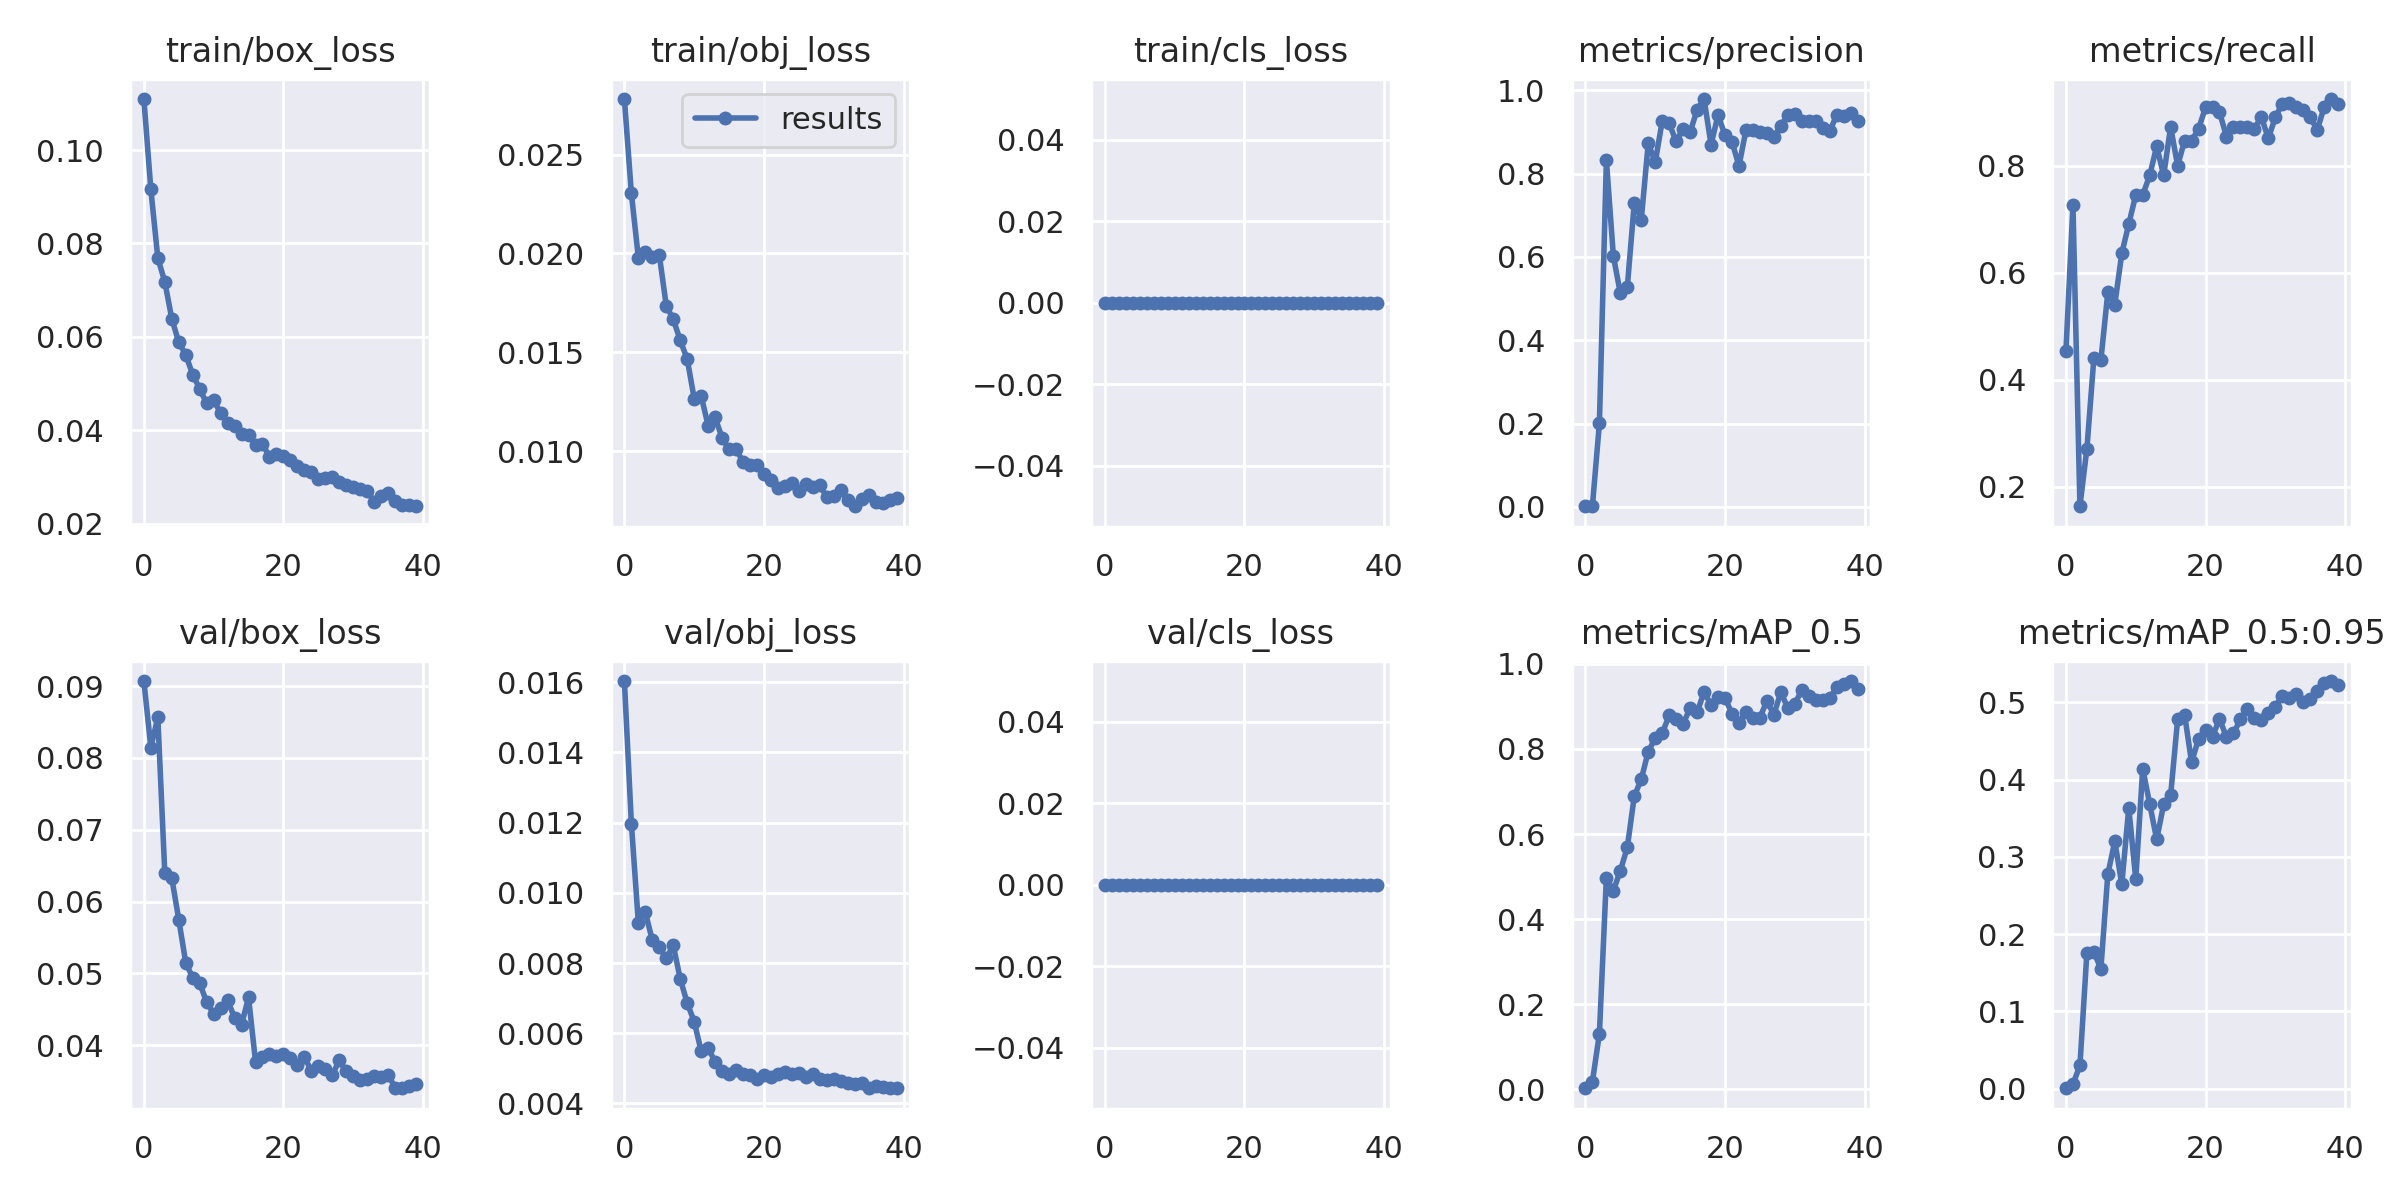 train/box_loss
0.10
0.08
0.06
0.04
0.02
0 20 40
train/obj_loss
results
0.025
0.020
0.015
0.010
0 20 40
train/cls_loss
0.04
0.02
0.00
−0.02
−0.04
0 20 40
metrics/precision
1.0
0.8
0.6
0.4
0.2
0.0
0 20 40
metrics/recall
0.8
0.6
0.4
0.2
0 20 40
val/box_loss
0.09
0.08
0.07
0.06
0.05
0.04
0 20 40
val/obj_loss
0.016
0.014
0.012
0.010
0.008
0.006
0.004
0 20 40
val/cls_loss
0.04
0.02
0.00
−0.02
−0.04
0 20 40
metrics/mAP_0.5
1.0
0.8
0.6
0.4
0.2
0.0
0 20 40
metrics/mAP_0.5:0.95
0.5
0.4
0.3
0.2
0.1
0.0
0 20 40